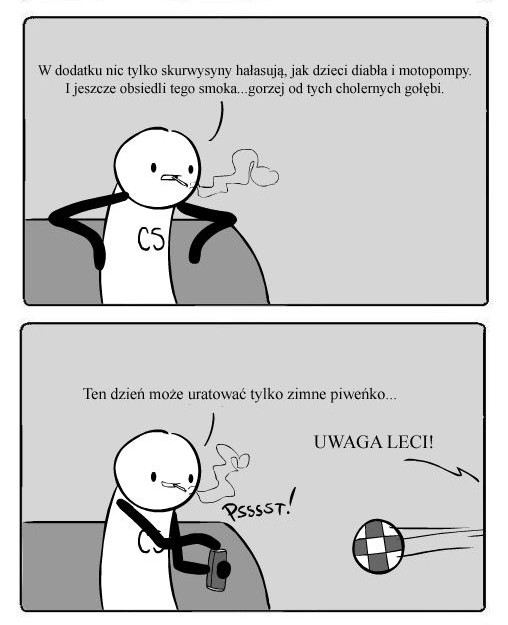 W dodatku nic tylko skurwysyny hałasują, jak dzieci diabła i motopompy.
I jeszcze obsiedli tego smoka...gorzej od tych cholernych gołębi.
CS
Ten dzień może uratować tylko zimne piweńko...
UWAGA LECI!
PSSSST!
CS